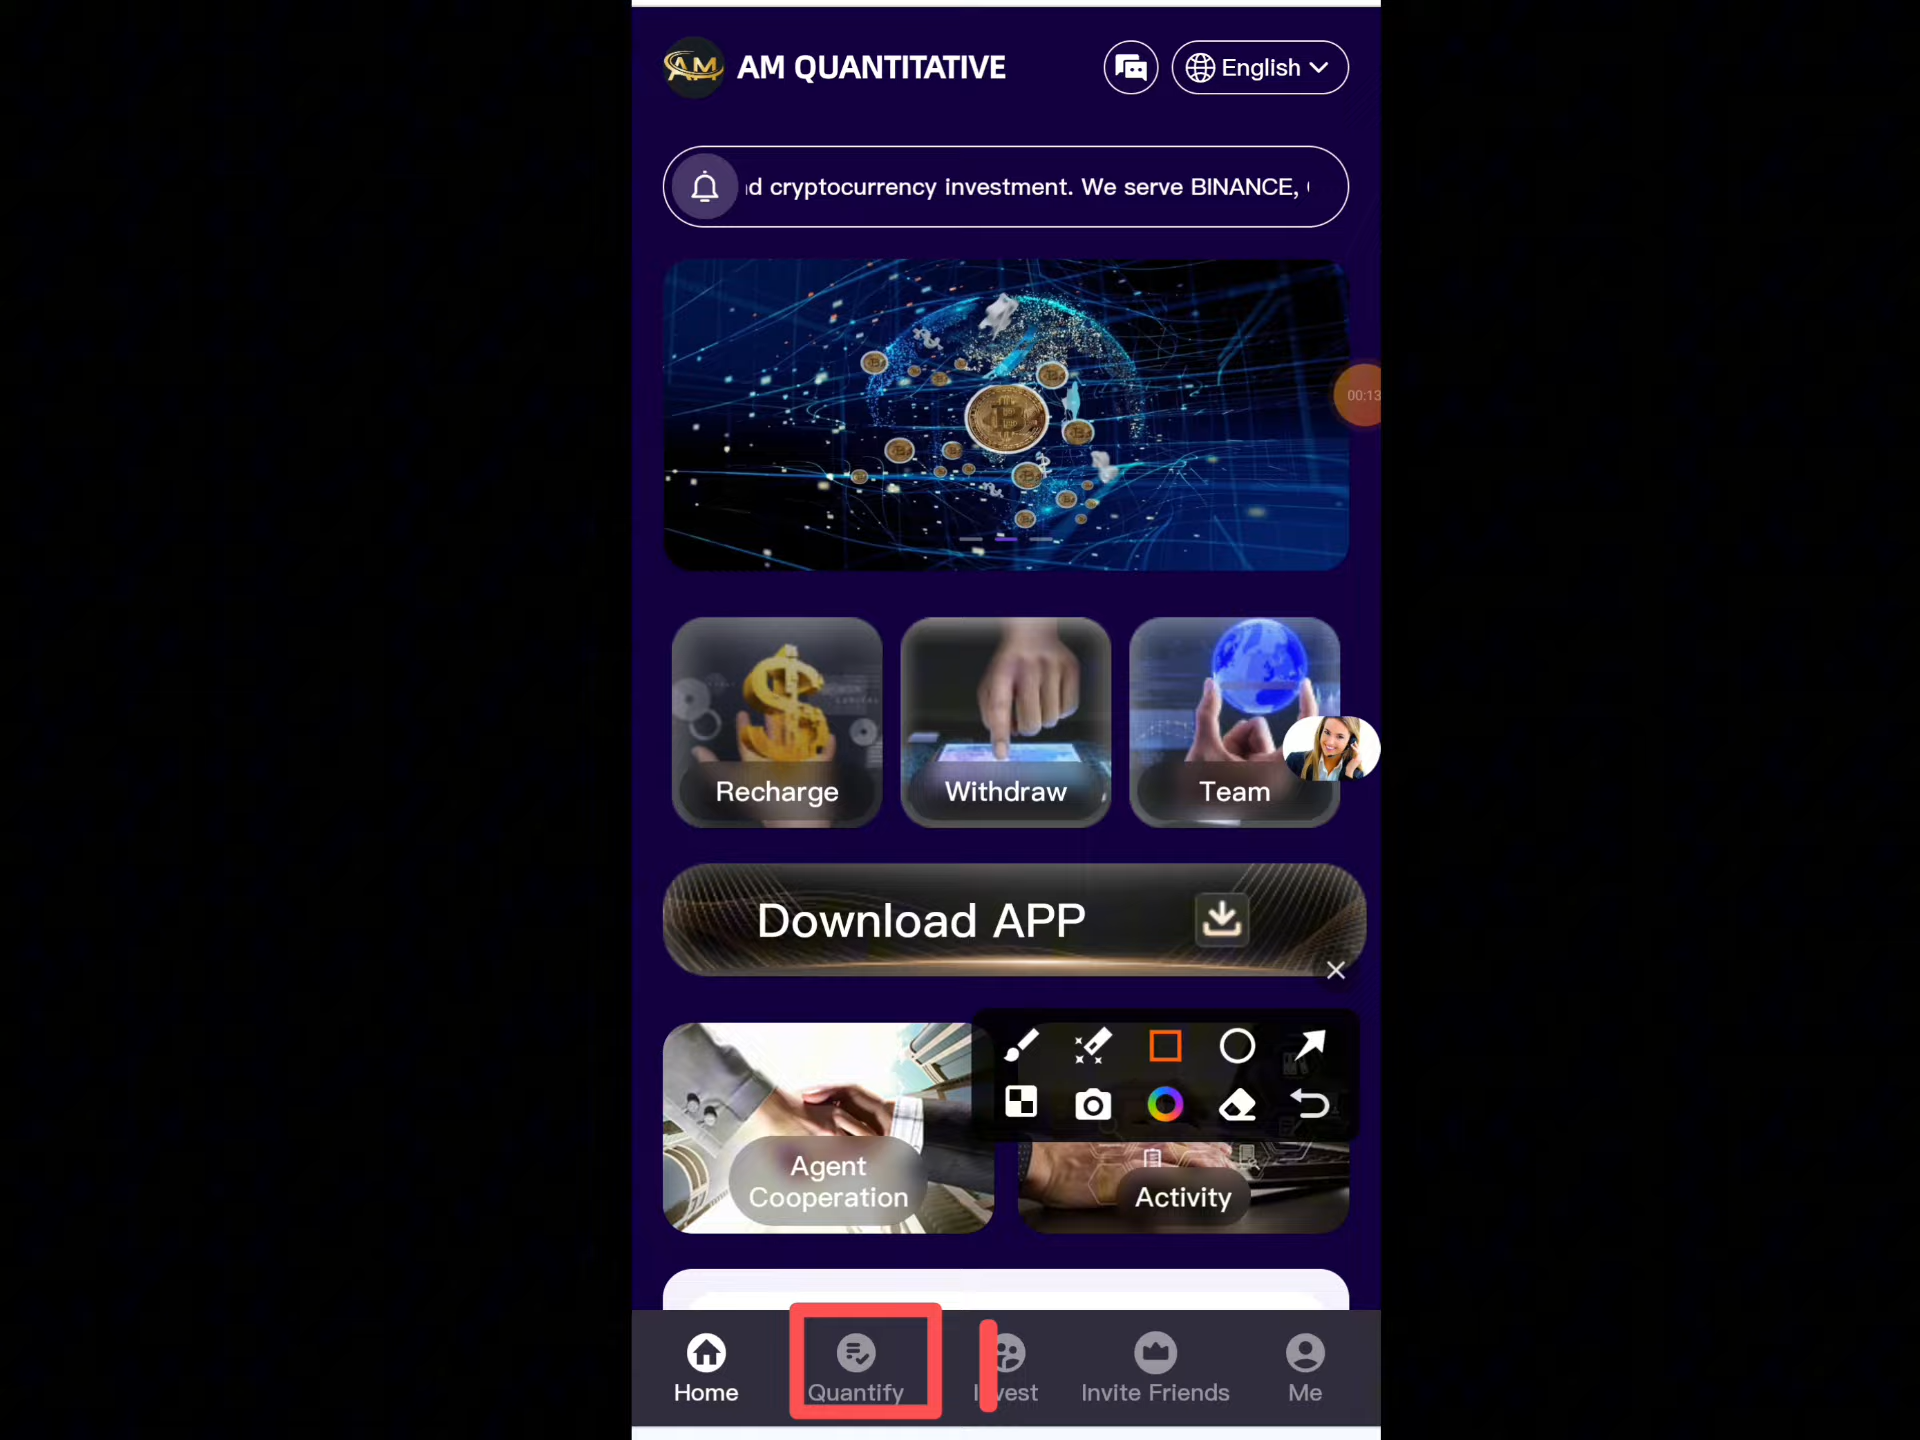 AM AM QUANTITATIVE
English
d cryptocurrency investment. We serve BINANCE,
00:13
Recharge
Withdraw
Team
Download APP
Agent
Cooperation
Activity
Home
Quantify
Invite Friends
Me